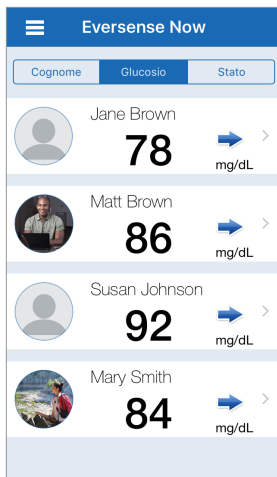 Eversense Now
Cognome Glucosio Stato
Jane Brown
78
mg/dL
Matt Brown
86
mg/dL
Susan Johnson
92
mg/dL
Mary Smith
84
mg/dL